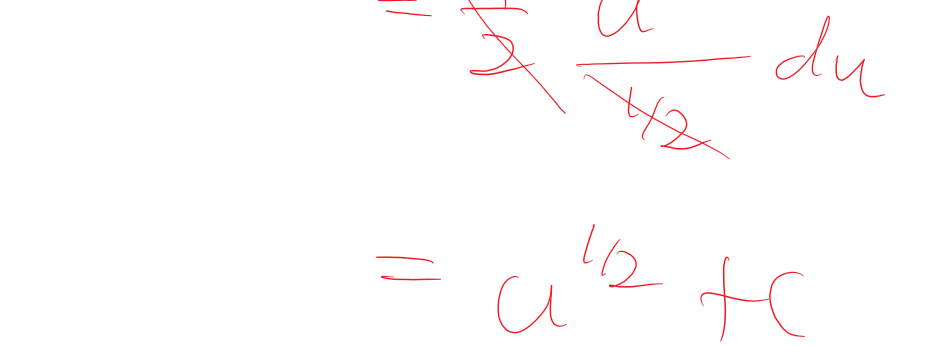 = 1/2 u / 1/2 du
= u^1/2 + c